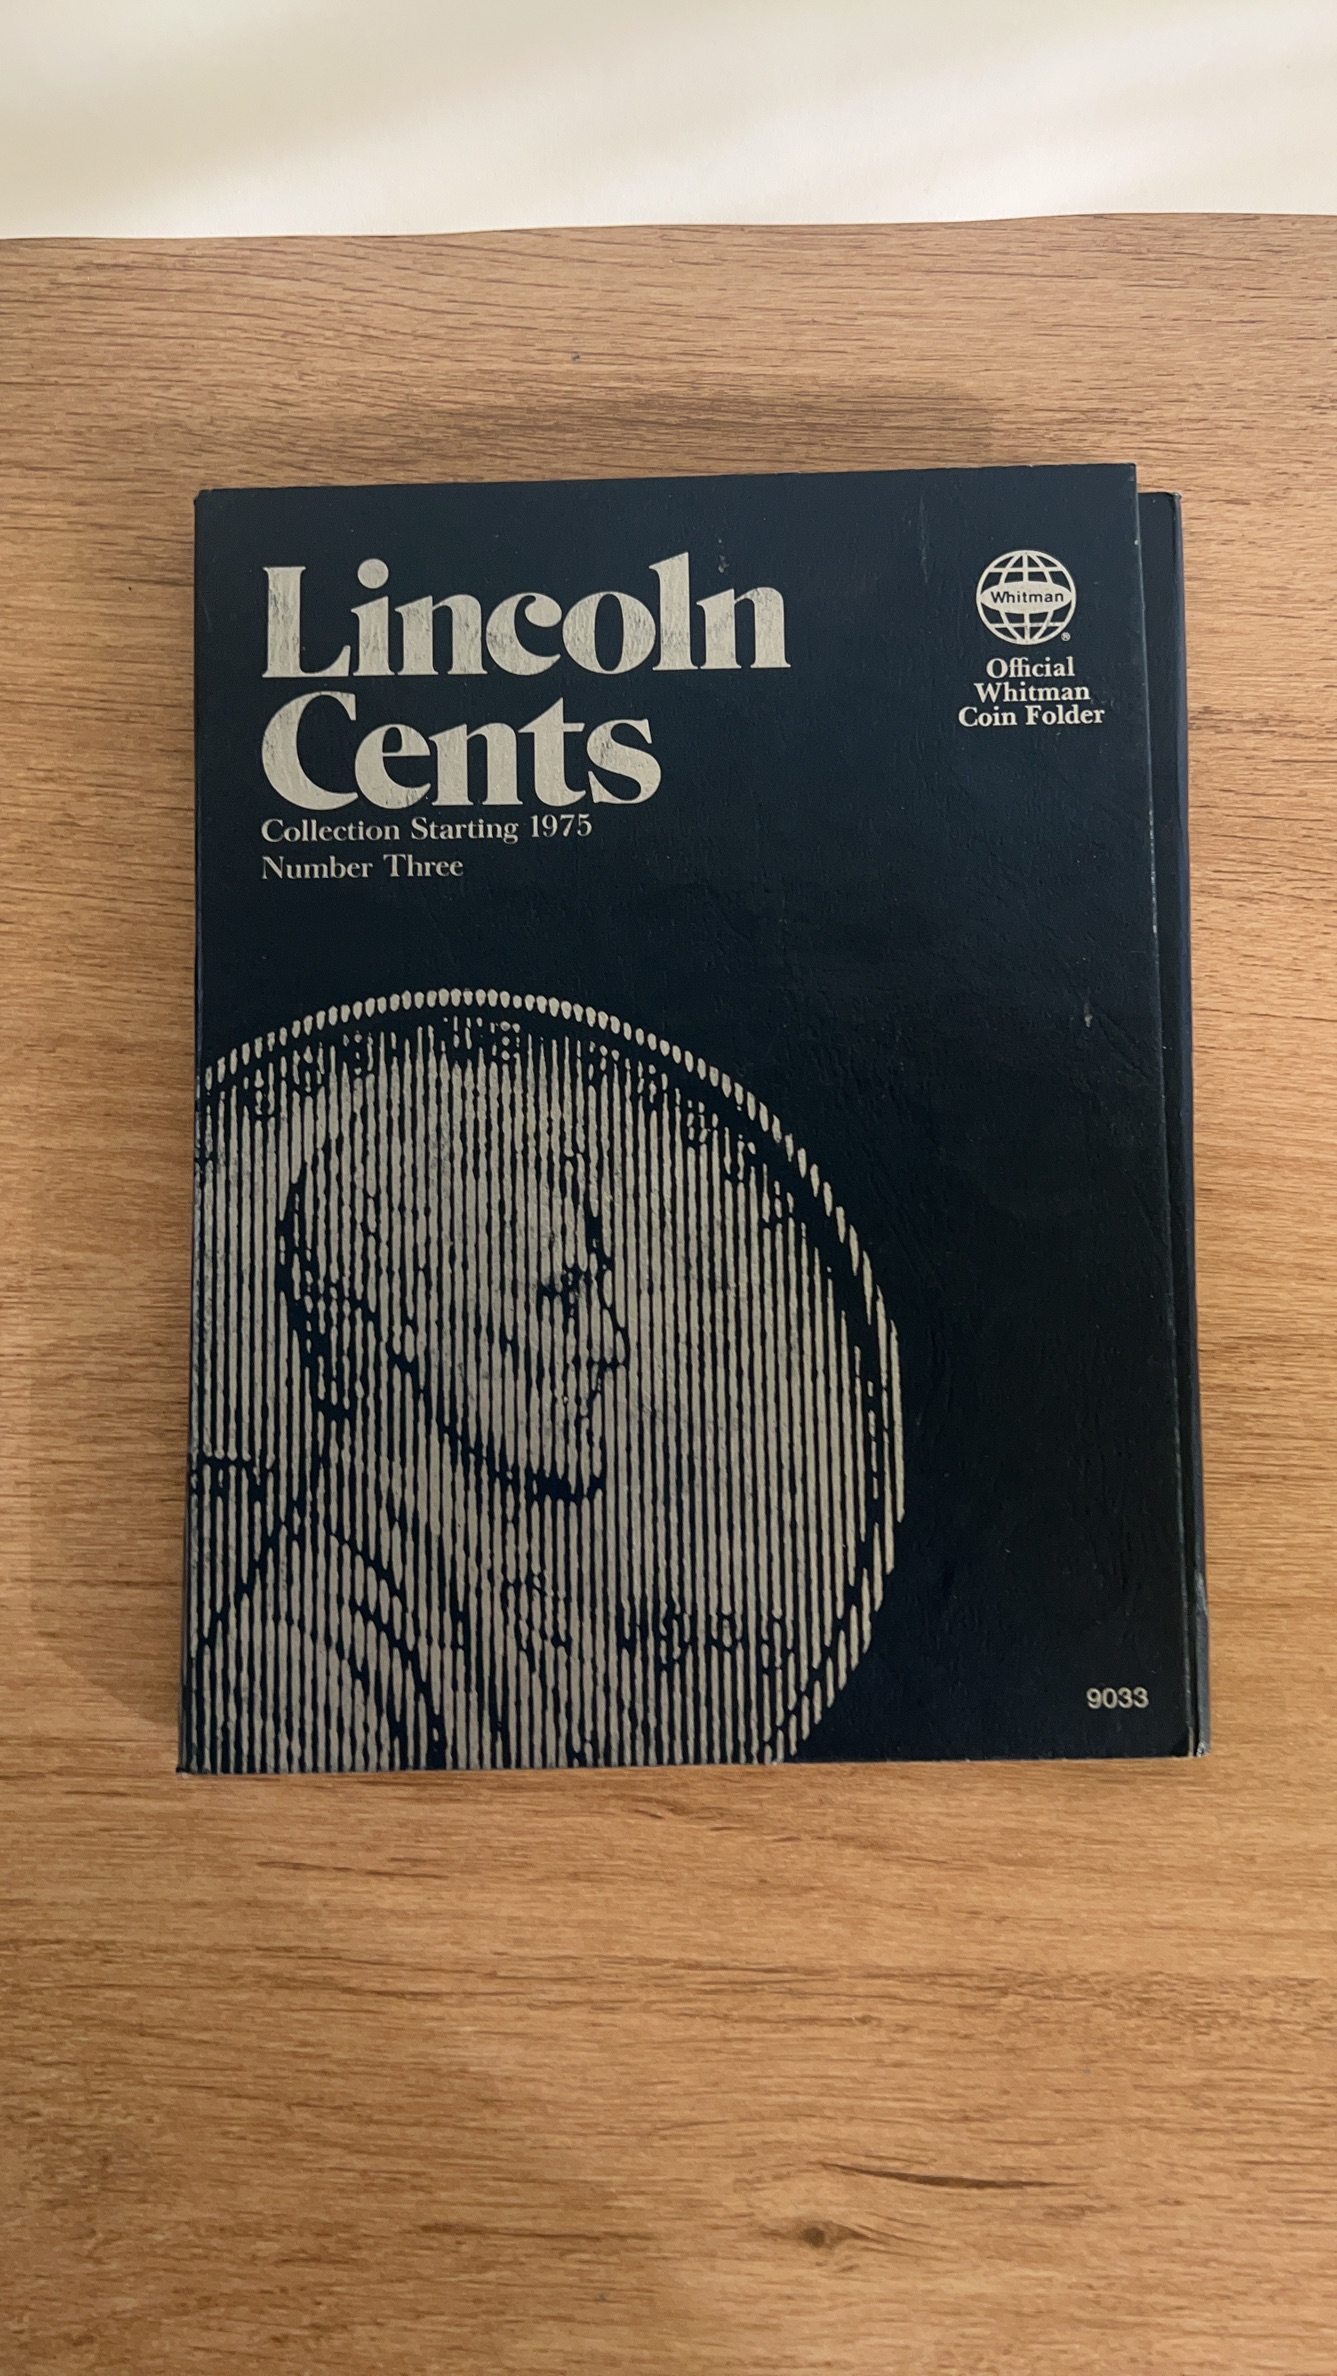 Lincoln
Cents
Collection Starting 1975
Number Three
Whitman
®
Official
Whitman
Coin Folder
9033